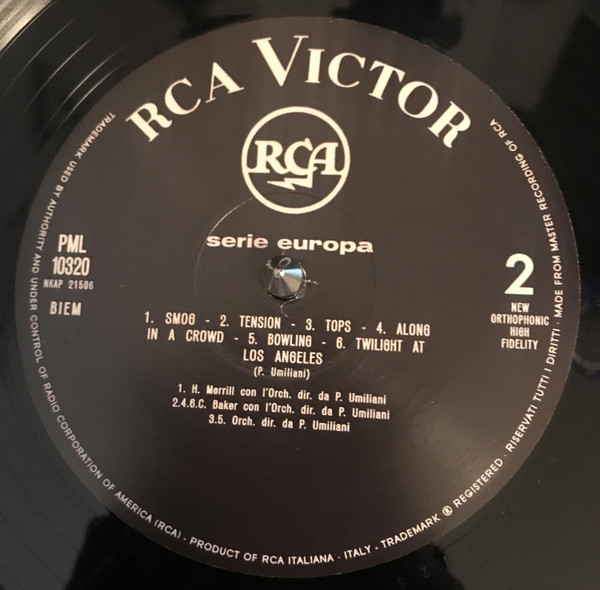 RCA VICTOR
RCA
serie europa
PML
10320
NKAP 21506
BIEM
2
NEW
ORTHOPHONIC
HIGH
FIDELITY
1. SMOG - 2. TENSION - 3. TOPS - 4. ALONG
IN A CROWD - 5. BOWLING - 6. TWILIGHT AT
LOS ANGELES
(P. Umiliani)
1. H. Merrill con l'Orch. dir. da P. Umiliani
2.4.6.C. Baker con l'Orch. dir. da P. Umiliani
3.5. Orch. dir. da P. Umiliani
TRADEMARK USED BY AUTHORITY AND UNDER CONTROL OF RADIO CORPORATION OF AMERICA (RCA) - PRODUCT OF RCA ITALIANA - ITALY - TRADEMARK ® REGISTERED - RISERVATI TUTTI I DIRITTI - MADE FROM MASTER RECORDING OF RCA